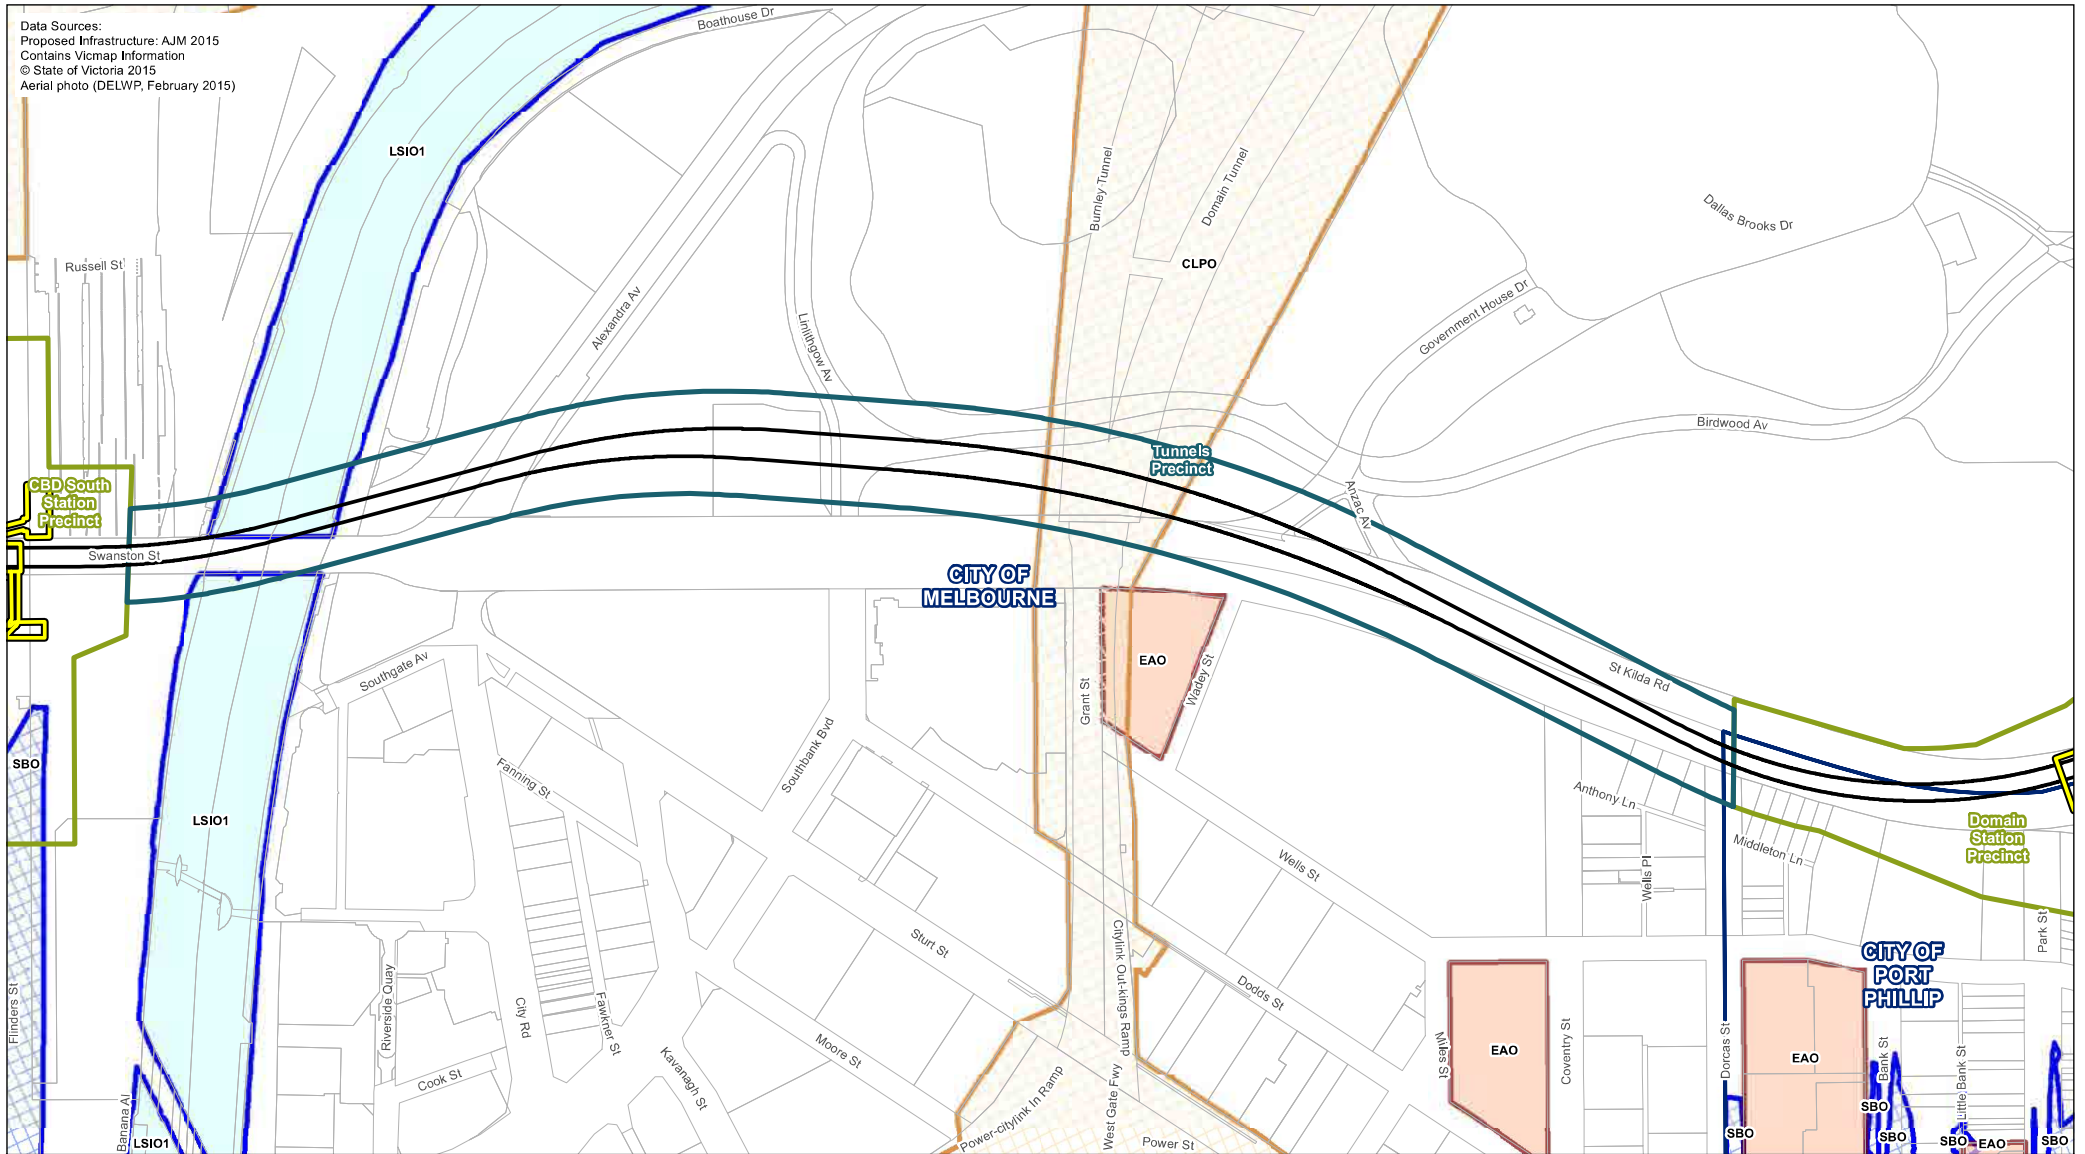 Data Sources:
Proposed Infrastructure: AJM 2015
Contains Vicmap Information
© State of Victoria 2015
Aerial photo (DELWP, February 2015)
Boathouse Dr
LSIO1
Burnley Tunnel
Domain Tunnel
CLPO
Dallas Brooks Dr
Russell St
Alexandra Av
Linlithgow Av
Government House Dr
Birdwood Av
CBD South
Station
Precinct
Tunnels
Precinct
Anzac Av
Swanston St
CITY OF
MELBOURNE
EAO
Grant St
Wadey St
St Kilda Rd
Southgate Av
Southbank Blvd
SBO
LSIO1
Fanning St
Anthony Ln
Middleton Ln
Wells Pl
Wells St
Domain
Station
Precinct
Park St
CITY OF
PORT
PHILLIP
Flinders St
Riverside Quay
City Rd
Fawkner St
Sturt St
Dodds St
Citylink Out-kings Ramp
Moore St
Kavanagh St
Cook St
Miles St
EAO
Coventry St
Dorcas St
EAO
Bank St
Little Bank St
Banana Al
LSIO1
Power-citylink In Ramp
West Gate Fwy
Power St
SBO
SBO
SBO
SBO
EAO
SBO